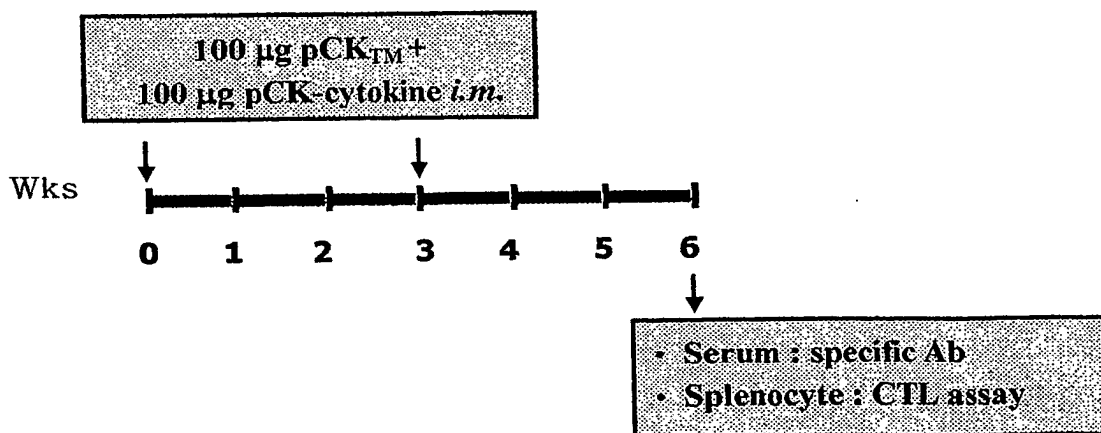 100 µg pCKTM +
100 µg pCK-cytokine i.m.
Wks
0 1 2 3 4 5 6
· Serum : specific Ab
· Splenocyte : CTL assay